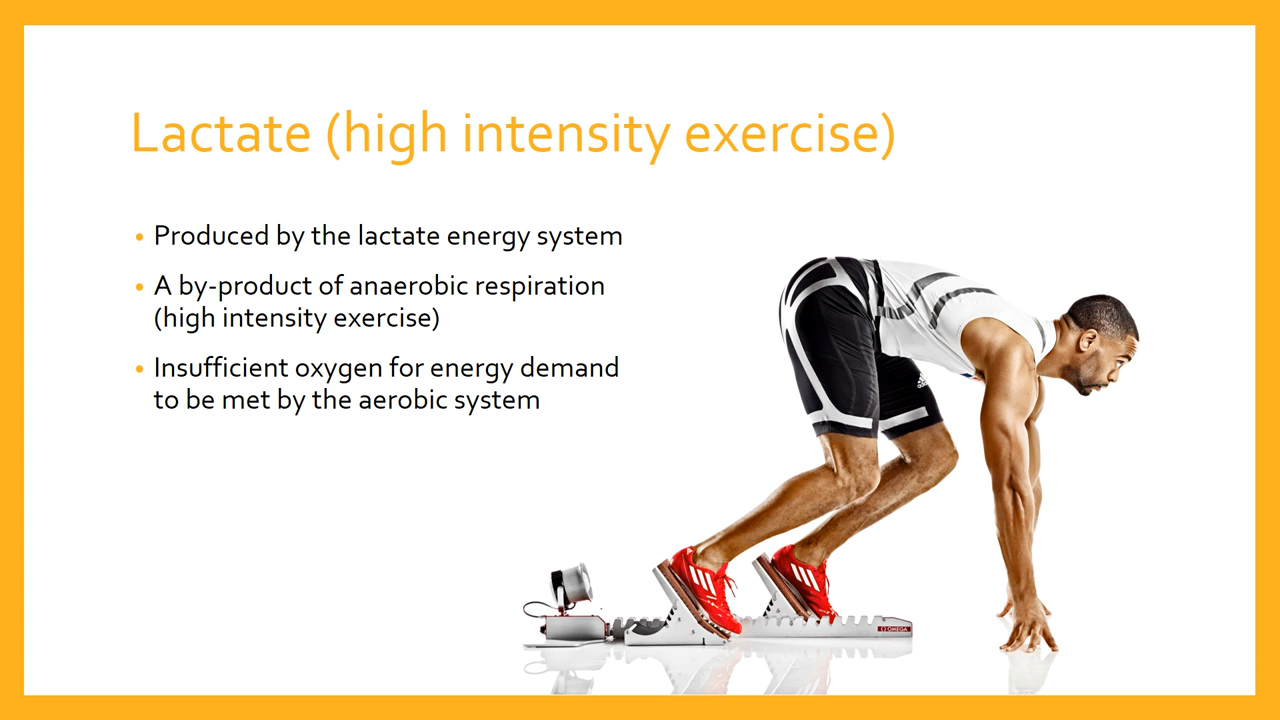 Lactate (high intensity exercise)
• Produced by the lactate energy system
• A by-product of anaerobic respiration
(high intensity exercise)
• Insufficient oxygen for energy demand
to be met by the aerobic system
OMEGA